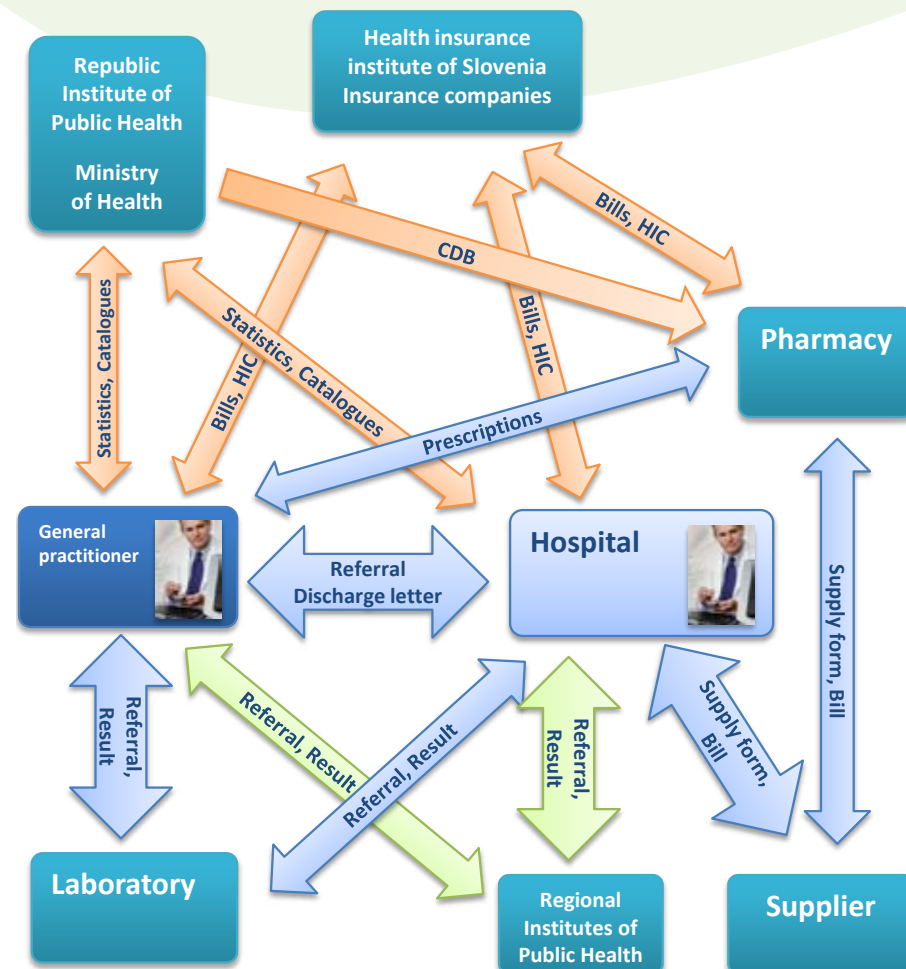 Health insurance
institute of Slovenia
Insurance companies
Republic
Institute of
Public Health
Ministry
of Health
Bills, HIC
CDB
Statistics, Catalogues
Statistics, Catalogues
Bills, HIC
Bills, HIC
Pharmacy
Prescriptions
General
practitioner
Hospital
Referral
Discharge letter
Supply form, Bill
Referral,
Result
Referral, Result
Referral, Result
Referral,
Result
Supply form,
Bill
Laboratory
Regional
Institutes of
Public Health
Supplier